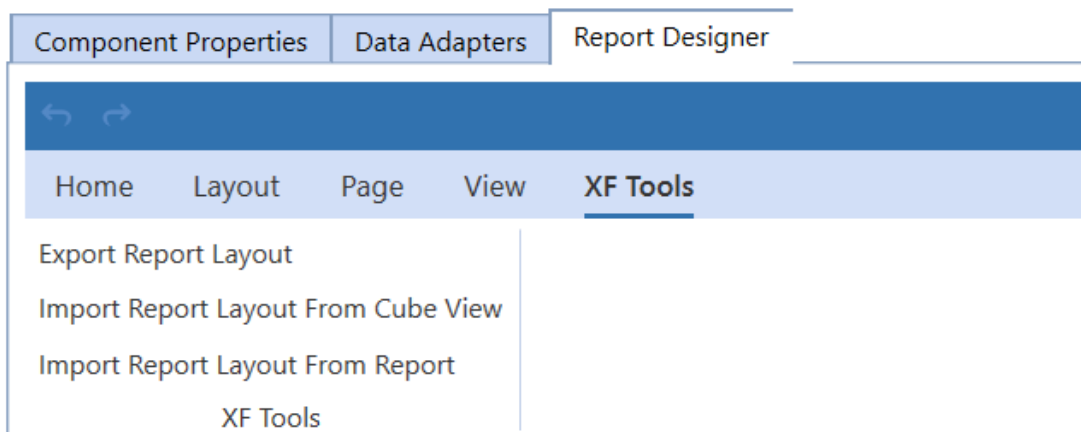 Component Properties Data Adapters Report Designer
Home Layout Page View XF Tools
Export Report Layout
Import Report Layout From Cube View
Import Report Layout From Report
XF Tools